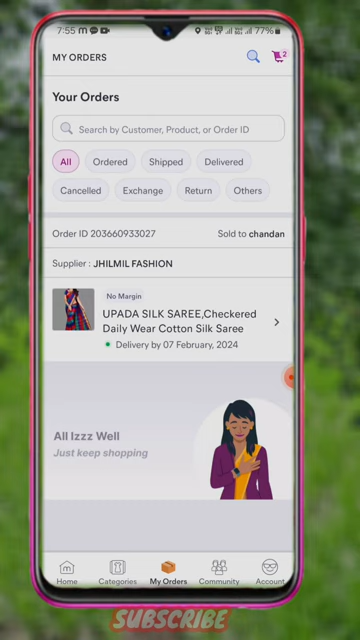 7:55
77%
MY ORDERS
2
Your Orders
Search by Customer, Product, or Order ID
All
Ordered
Shipped
Delivered
Cancelled
Exchange
Return
Others
Order ID 203660933027
Sold to chandan
Supplier : JHILMIL FASHION
No Margin
UPADA SILK SAREE,Checkered
Daily Wear Cotton Silk Saree
Delivery by 07 February, 2024
All Izzz Well
Just keep shopping
Home
Categories
My Orders
Community
Account
SUBSCRIBE